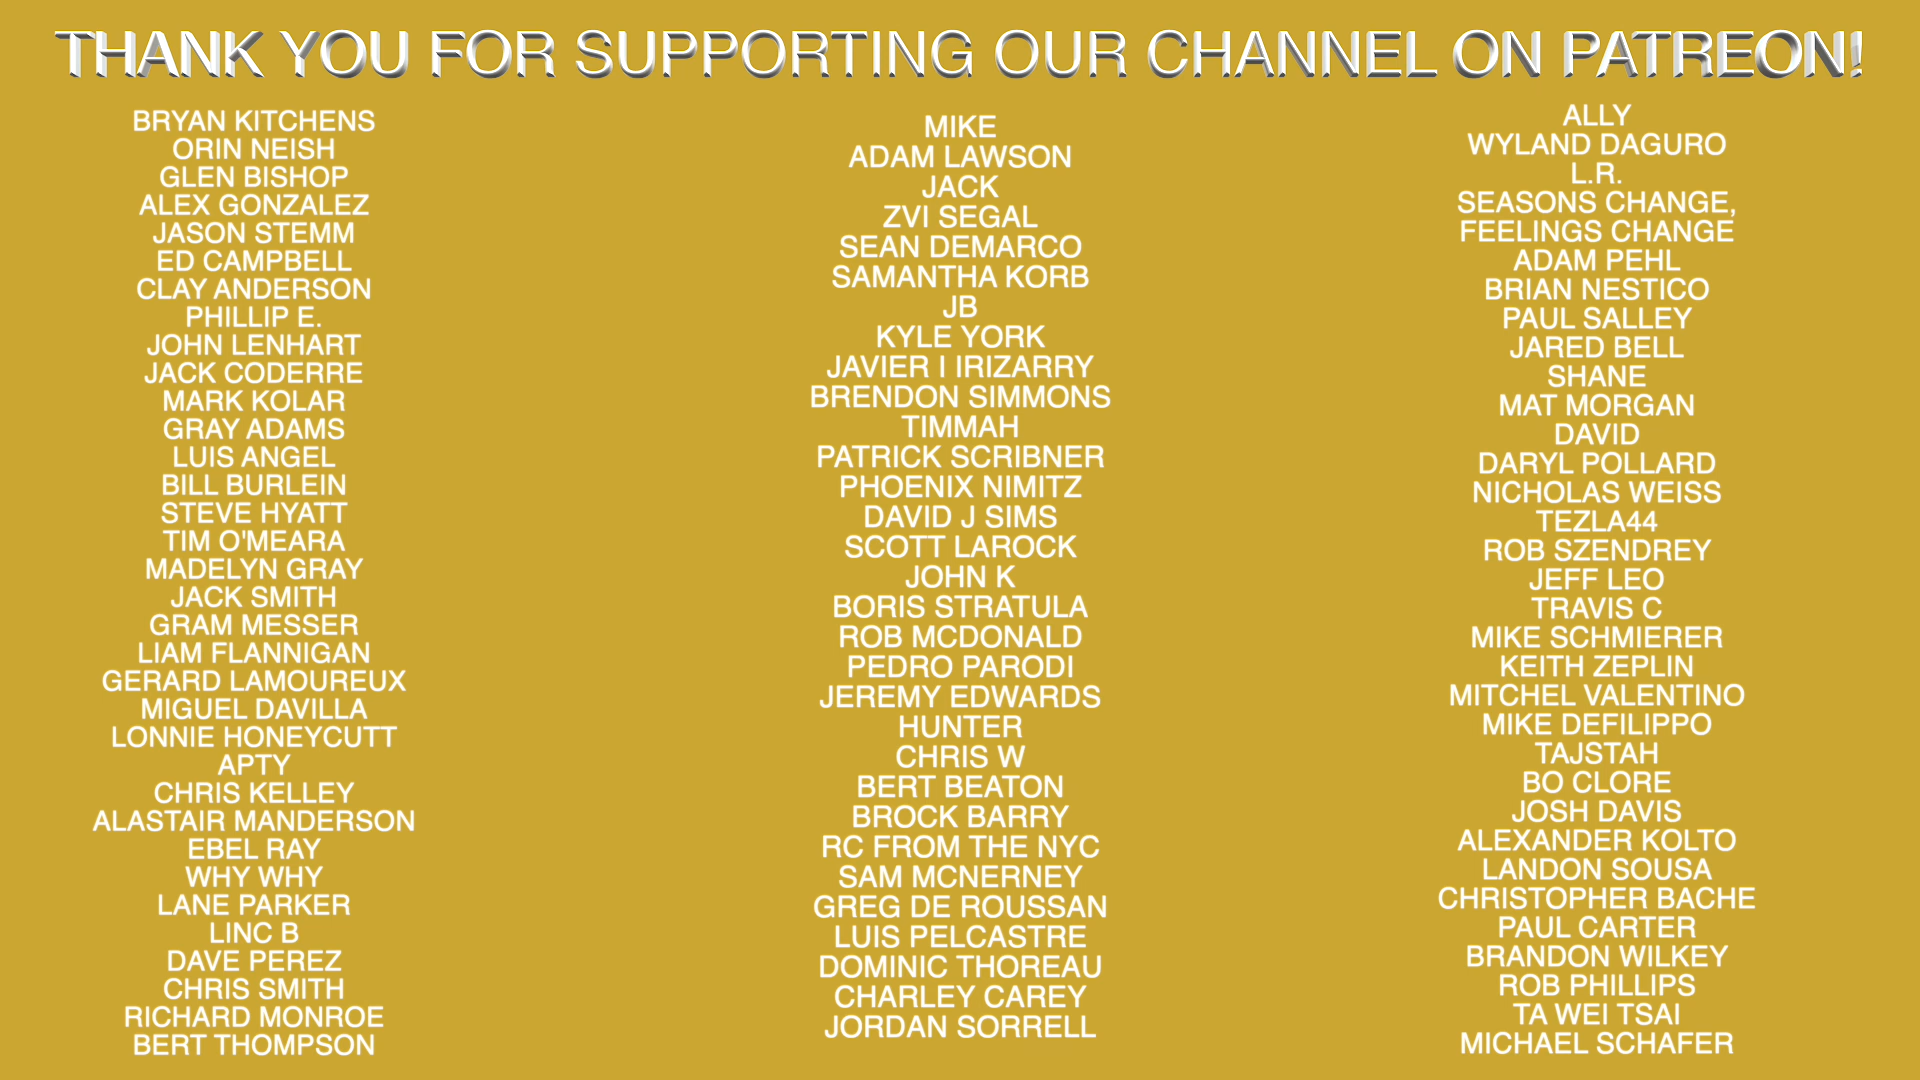 THANK YOU FOR SUPPORTING OUR CHANNEL ON PATREON!
BRYAN KITCHENS
ORIN NEISH
GLEN BISHOP
ALEX GONZALEZ
JASON STEMM
ED CAMPBELL
CLAY ANDERSON
PHILLIP E.
JOHN LENHART
JACK CODERRE
MARK KOLAR
GRAY ADAMS
LUIS ANGEL
BILL BURLEIN
STEVE HYATT
TIM O'MEARA
MADELYN GRAY
JACK SMITH
GRAM MESSER
LIAM FLANNIGAN
GERARD LAMOUREUX
MIGUEL DAVILLA
LONNIE HONEYCUTT
APTY
CHRIS KELLEY
ALASTAIR MANDERSON
EBEL RAY
WHY WHY
LANE PARKER
LINC B
DAVE PEREZ
CHRIS SMITH
RICHARD MONROE
BERT THOMPSON
MIKE
ADAM LAWSON
JACK
ZVI SEGAL
SEAN DEMARCO
SAMANTHA KORB
JB
KYLE YORK
JAVIER I IRIZARRY
BRENDON SIMMONS
TIMMAH
PATRICK SCRIBNER
PHOENIX NIMITZ
DAVID J SIMS
SCOTT LAROCK
JOHN K
BORIS STRATULA
ROB MCDONALD
PEDRO PARODI
JEREMY EDWARDS
HUNTER
CHRIS W
BERT BEATON
BROCK BARRY
RC FROM THE NYC
SAM MCNERNEY
GREG DE ROUSSAN
LUIS PELCASTRE
DOMINIC THOREAU
CHARLEY CAREY
JORDAN SORRELL
ALLY
WYLAND DAGURO
L.R.
SEASONS CHANGE,
FEELINGS CHANGE
ADAM PEHL
BRIAN NESTICO
PAUL SALLEY
JARED BELL
SHANE
MAT MORGAN
DAVID
DARYL POLLARD
NICHOLAS WEISS
TEZLA44
ROB SZENDREY
JEFF LEO
TRAVIS C
MIKE SCHMIERER
KEITH ZEPLIN
MITCHEL VALENTINO
MIKE DEFILIPPO
TAJSTAH
BO CLORE
JOSH DAVIS
ALEXANDER KOLTO
LANDON SOUSA
CHRISTOPHER BACHE
PAUL CARTER
BRANDON WILKEY
ROB PHILLIPS
TA WEI TSAI
MICHAEL SCHAFER